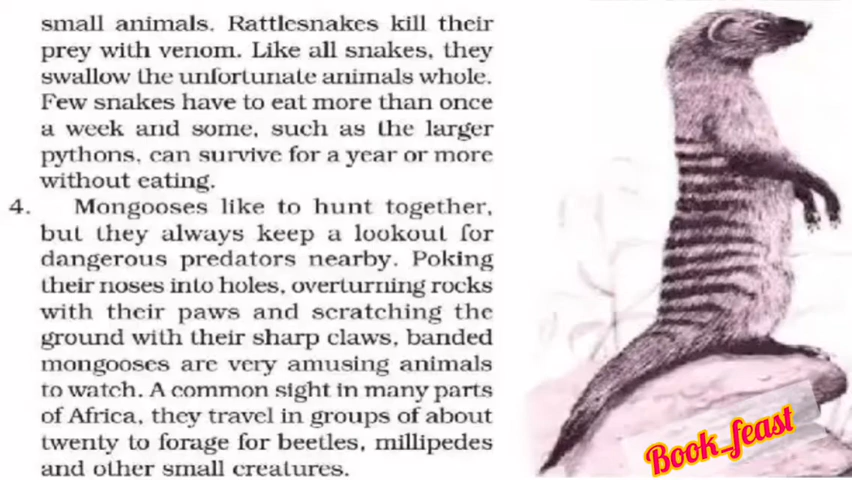 small animals. Rattlesnakes kill their
prey with venom. Like all snakes, they
swallow the unfortunate animals whole.
Few snakes have to eat more than once
a week and some, such as the larger
pythons, can survive for a year or more
without eating.
4. Mongooses like to hunt together,
but they always keep a lookout for
dangerous predators nearby. Poking
their noses into holes, overturning rocks
with their paws and scratching the
ground with their sharp claws, banded
mongooses are very amusing animals
to watch. A common sight in many parts
of Africa, they travel in groups of about
twenty to forage for beetles, millipedes
and other small creatures.
Book_feast